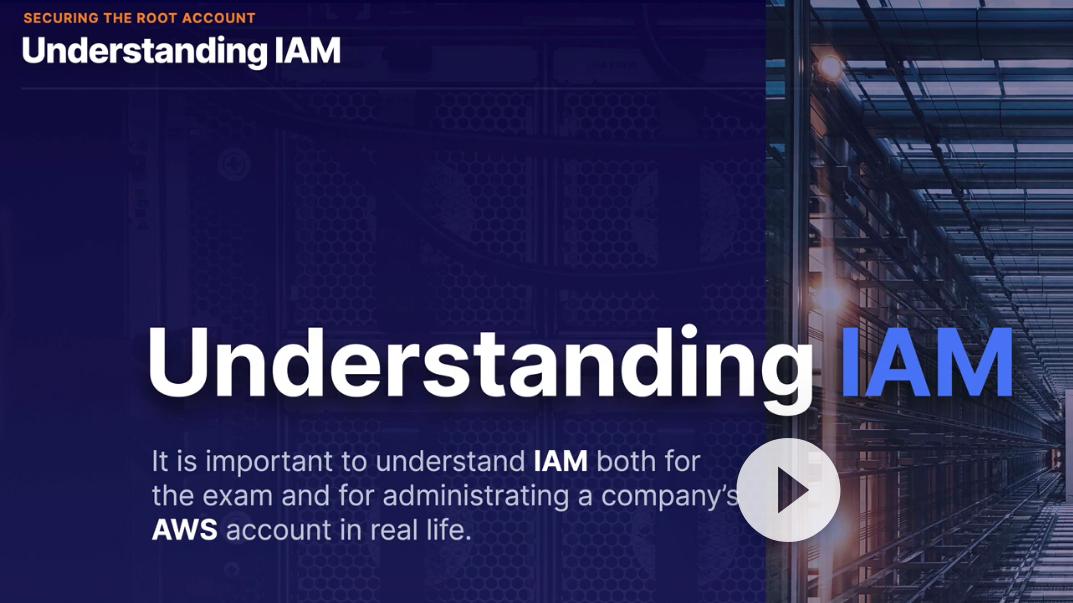 SECURING THE ROOT ACCOUNT
Understanding IAM
Understanding IAM
It is important to understand IAM both for
the exam and for administrating a company's
AWS account in real life.